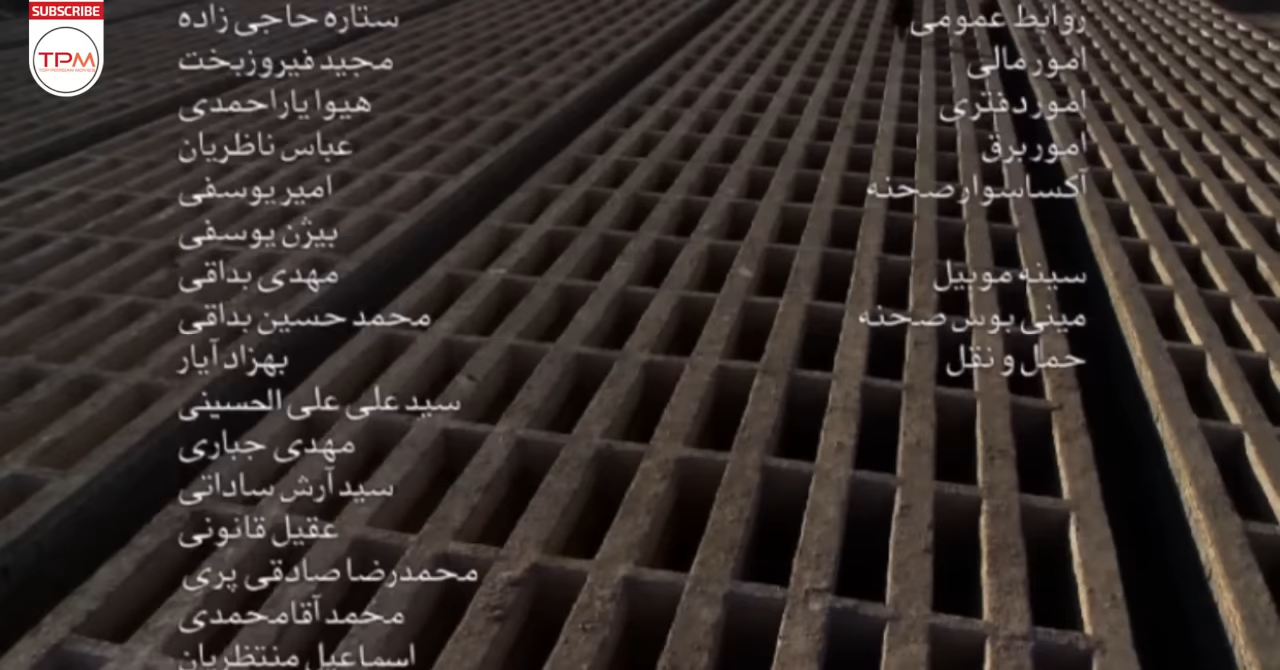 SUBSCRIBE
TPM
TOP PERSIAN MOVIES
روابط عمومی ستاره حاجی زاده
امور مالی مجید فیروزبخت
امور دفتری هیوا یاراحمدی
امور برق عباس ناظریان
آکساسوار صحنه امیر یوسفی
بیژن یوسفی
سینه موبیل مهدی بداقی
مینی بوس صحنه محمد حسین بداقی
حمل و نقل بهزاد آیار
سید علی علی الحسینی
مهدی جباری
سید آرش ساداتی
عقیل قانونی
محمدرضا صادقی پری
محمد آقامحمدی
اسماعیل منتظریان